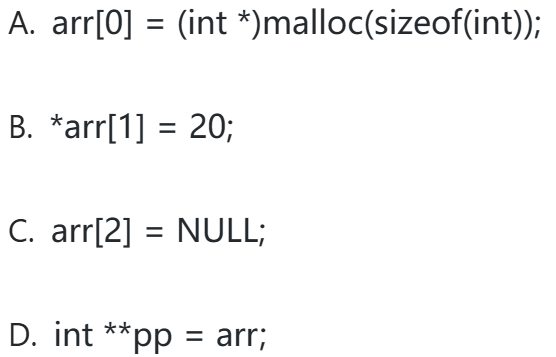 A. arr[0] = (int *)malloc(sizeof(int));
B. *arr[1] = 20;
C. arr[2] = NULL;
D. int **pp = arr;